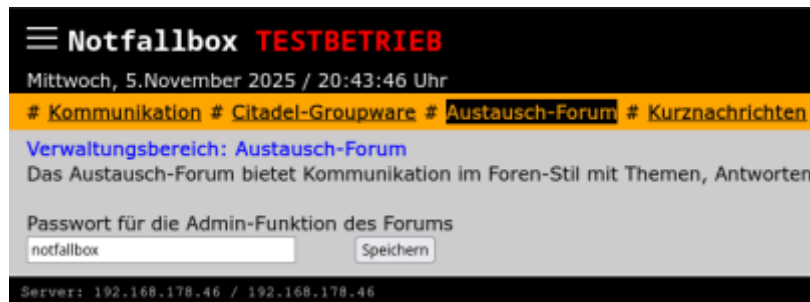 Notfallbox TESTBETRIEB
Mittwoch, 5.November 2025 / 20:43:46 Uhr
# Kommunikation # Citadel-Groupware # Austausch-Forum # Kurznachrichten
Verwaltungsbereich: Austausch-Forum
Das Austausch-Forum bietet Kommunikation im Foren-Stil mit Themen, Antworten
Passwort für die Admin-Funktion des Forums
notfallbox Speichern
Server: 192.168.178.46 / 192.168.178.46